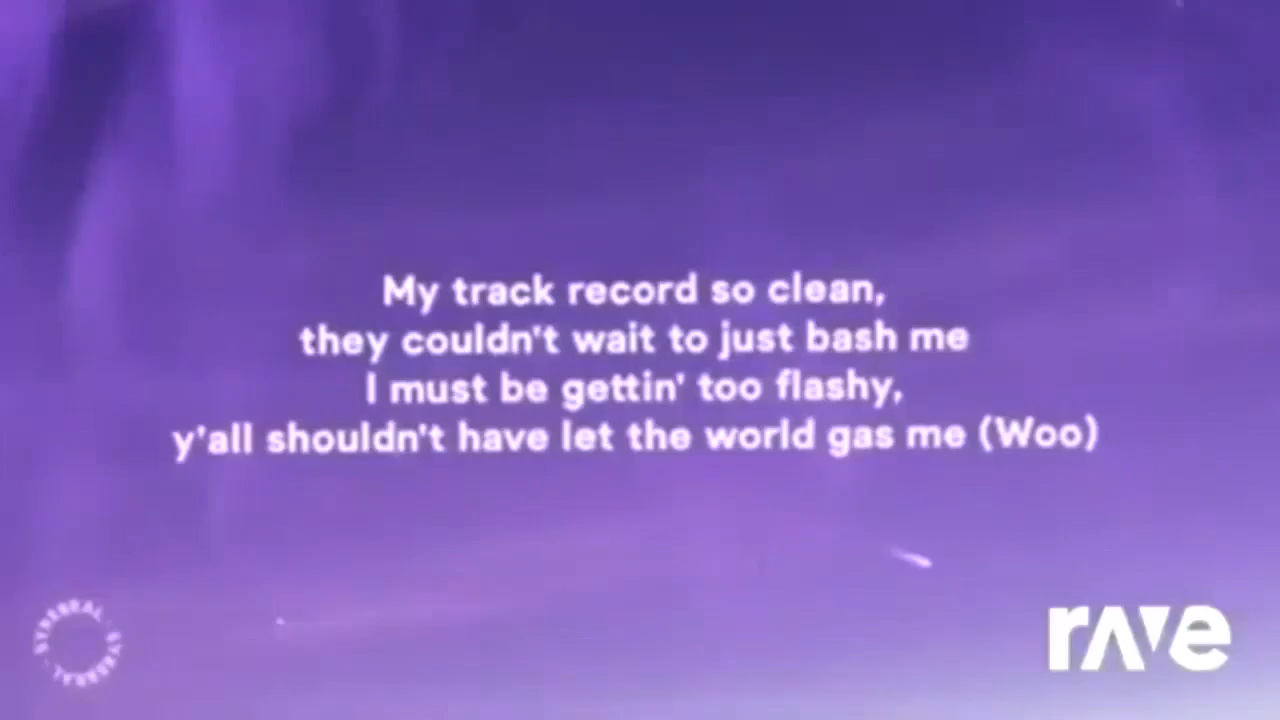 My track record so clean,
they couldn't wait to just bash me
I must be gettin' too flashy,
y'all shouldn't have let the world gas me (Woo)
rave